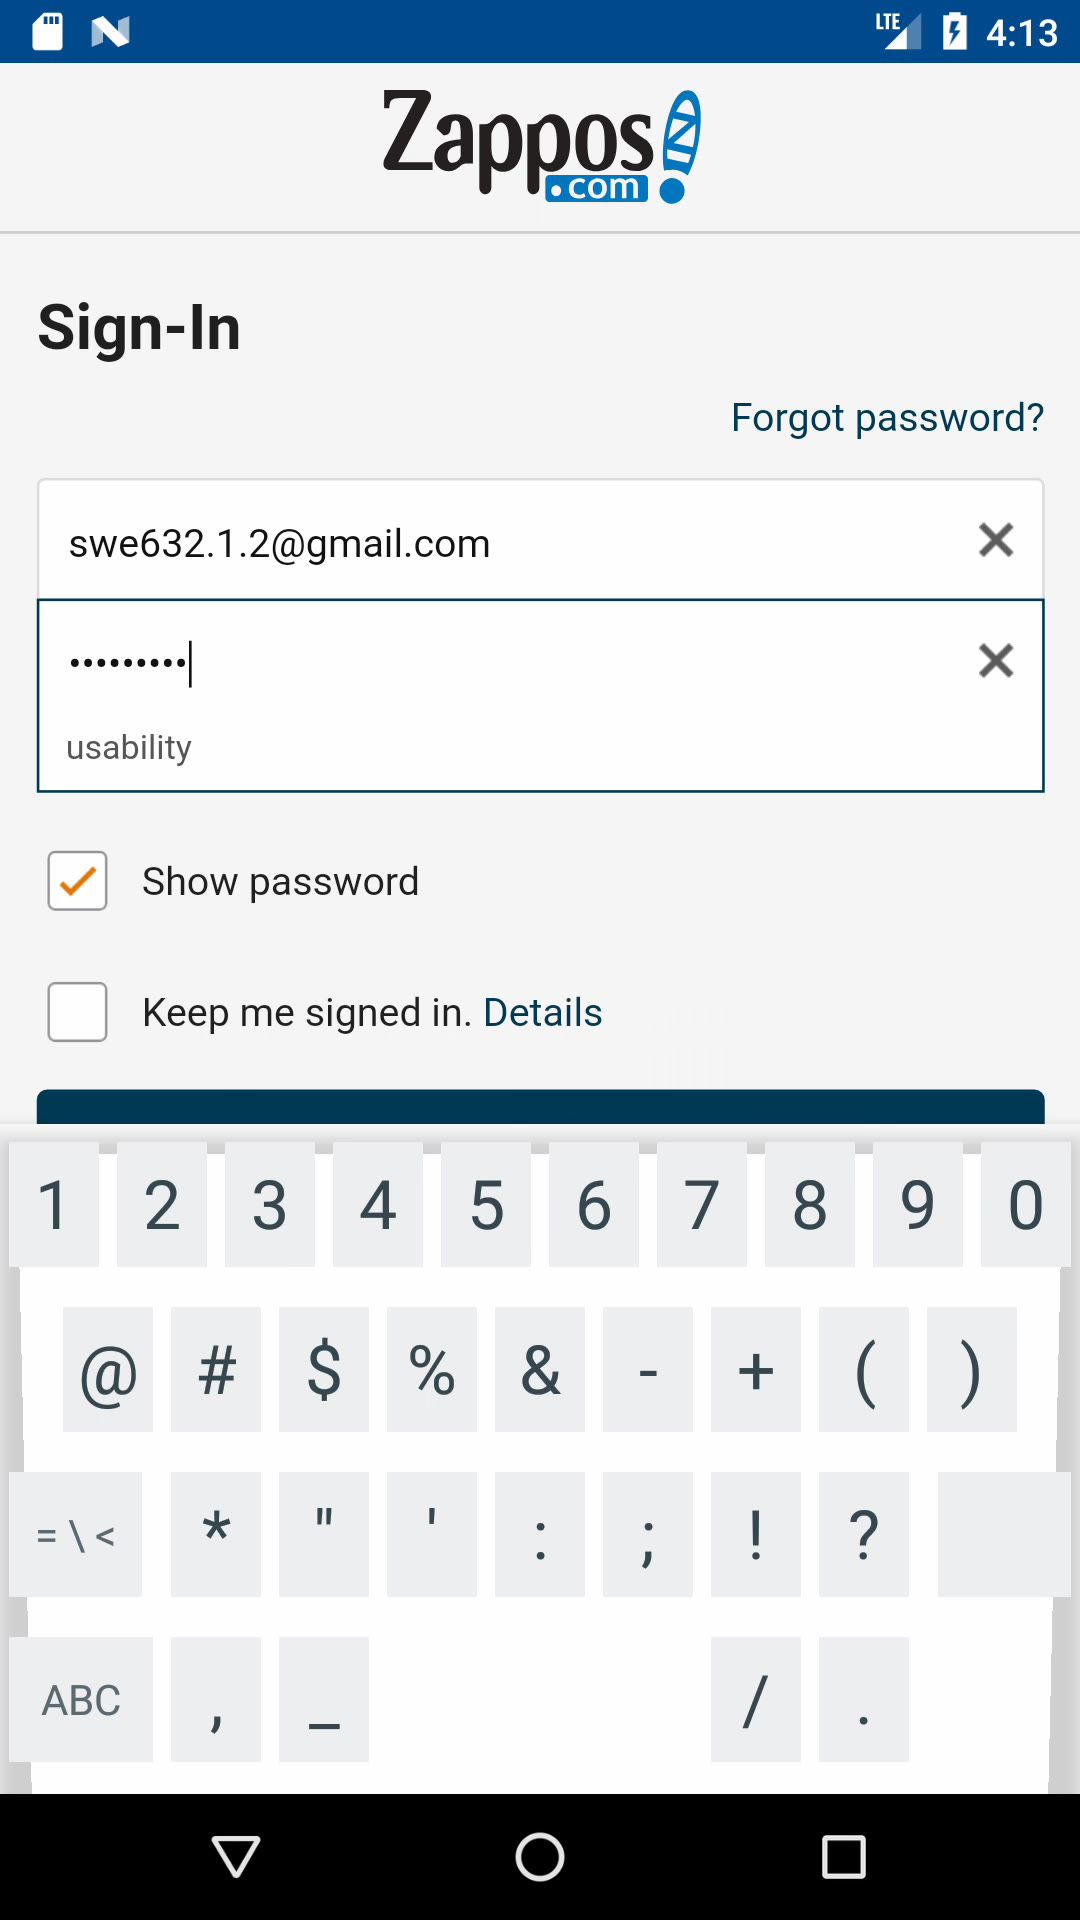 LTE 4:13
Zappos
.com
Sign-In
Forgot password?
swe632.1.2@gmail.com
•••••••••
usability
Show password
Keep me signed in. Details
1 2 3 4 5 6 7 8 9 0
@ # $ % & - + ( )
= \ < * " ' : ; ! ?
ABC , _ / .